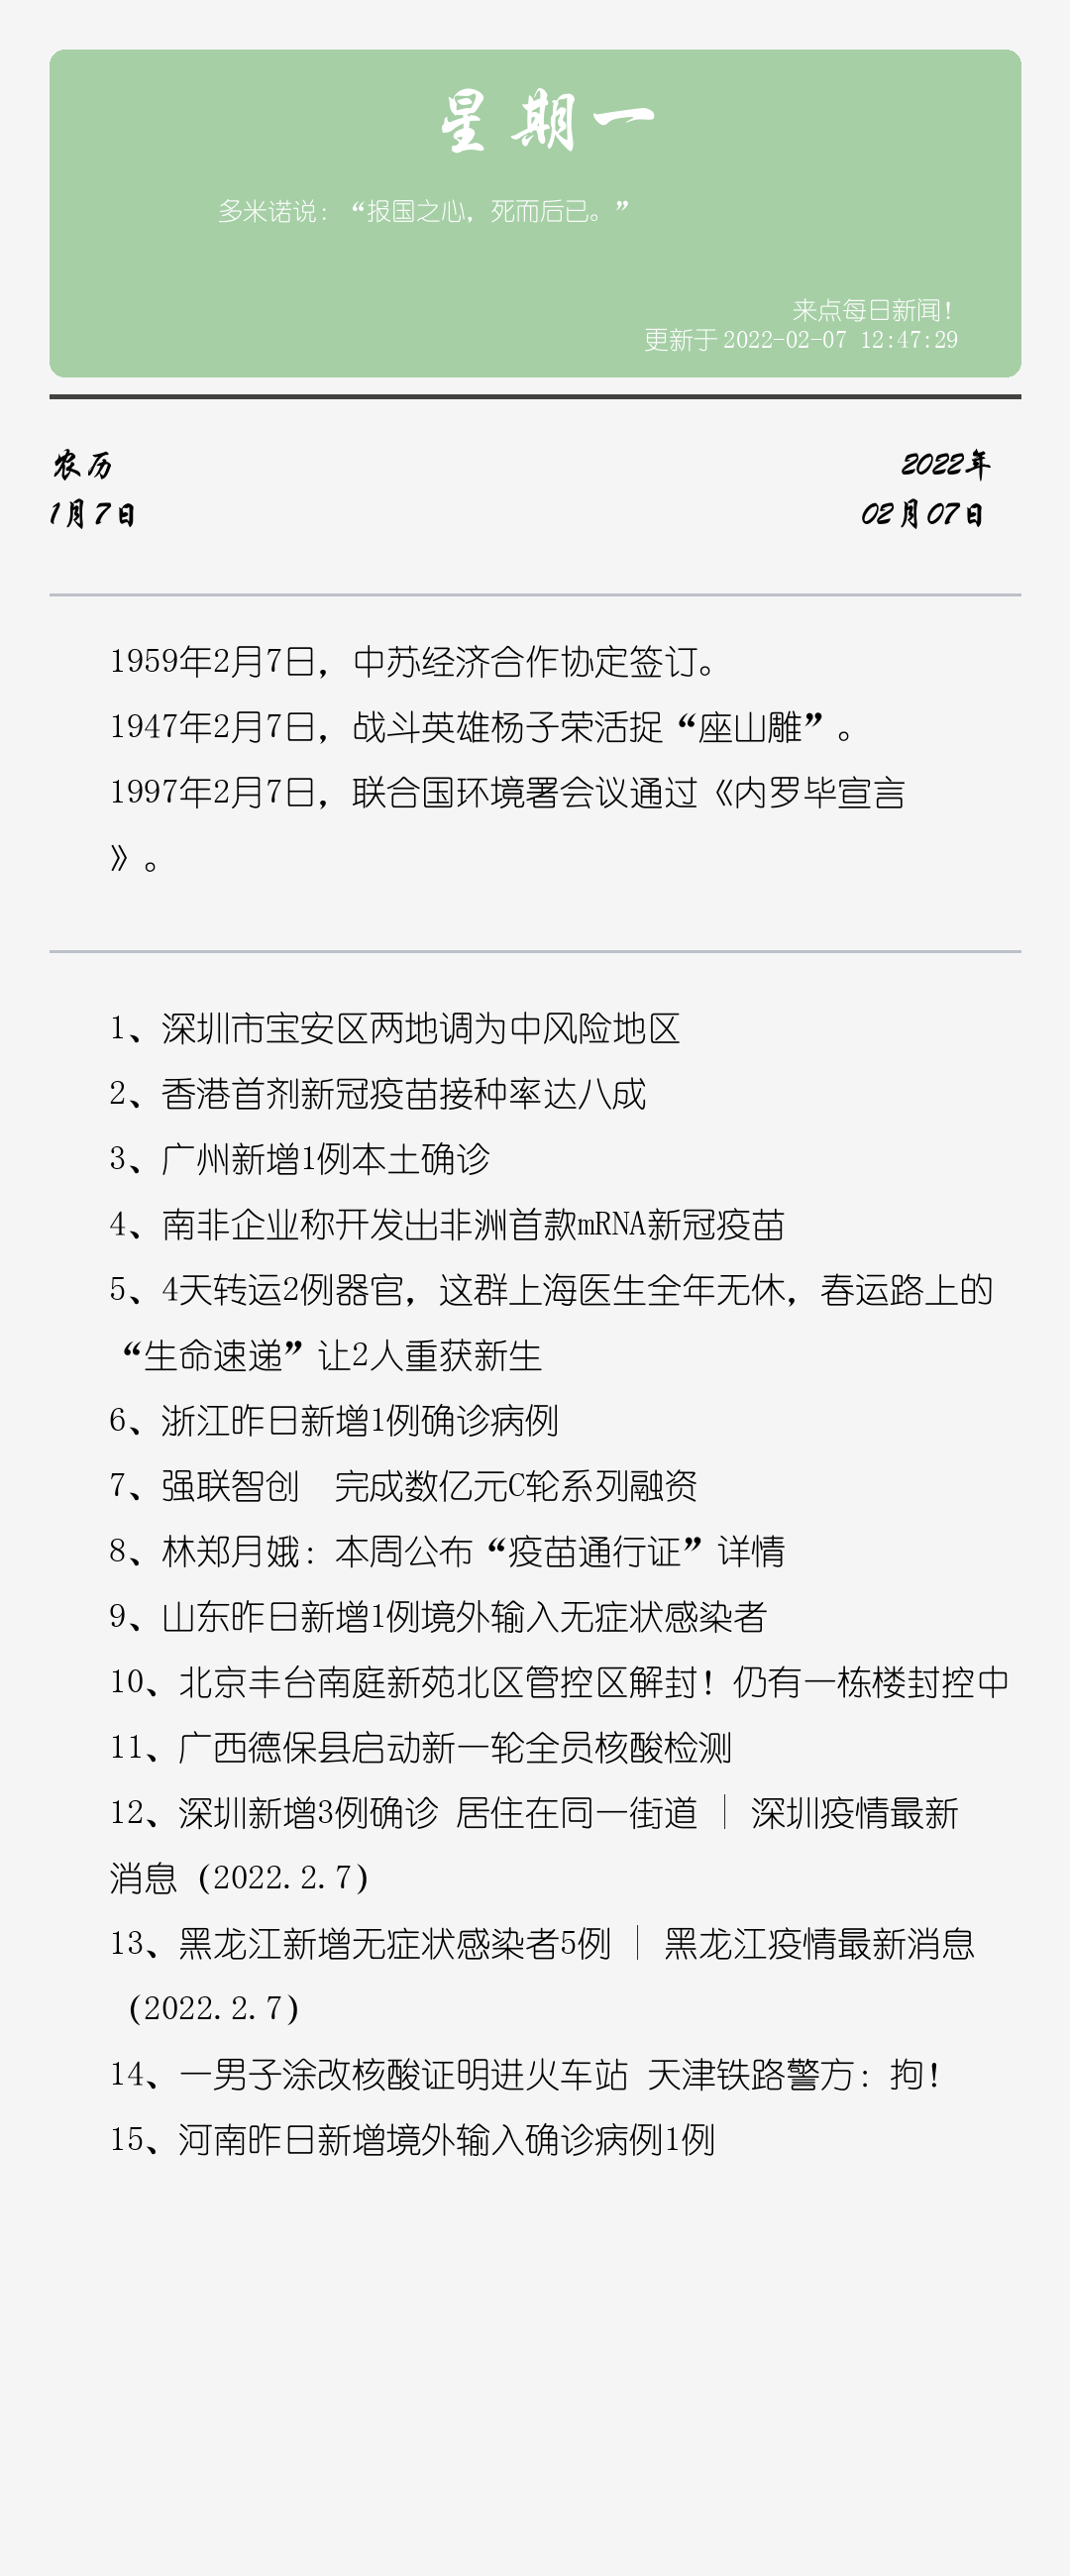 星期一
多米诺说：“报国之心，死而后已。”
来点每日新闻！
更新于2022-02-07 12:47:29
农历
2022年
1月7日
02月07日
1959年2月7日，中苏经济合作协定签订。
1947年2月7日，战斗英雄杨子荣活捉“座山雕”。
1997年2月7日，联合国环境署会议通过《内罗毕宣言
》。
1、深圳市宝安区两地调为中风险地区
2、香港首剂新冠疫苗接种率达八成
3、广州新增1例本土确诊
4、南非企业称开发出非洲首款mRNA新冠疫苗
5、4天转运2例器官，这群上海医生全年无休，春运路上的
“生命速递”让2人重获新生
6、浙江昨日新增1例确诊病例
7、强联智创　完成数亿元C轮系列融资
8、林郑月娥：本周公布“疫苗通行证”详情
9、山东昨日新增1例境外输入无症状感染者
10、北京丰台南庭新苑北区管控区解封！仍有一栋楼封控中
11、广西德保县启动新一轮全员核酸检测
12、深圳新增3例确诊 居住在同一街道 | 深圳疫情最新
消息（2022.2.7）
13、黑龙江新增无症状感染者5例 | 黑龙江疫情最新消息
（2022.2.7）
14、一男子涂改核酸证明进火车站 天津铁路警方：拘！
15、河南昨日新增境外输入确诊病例1例